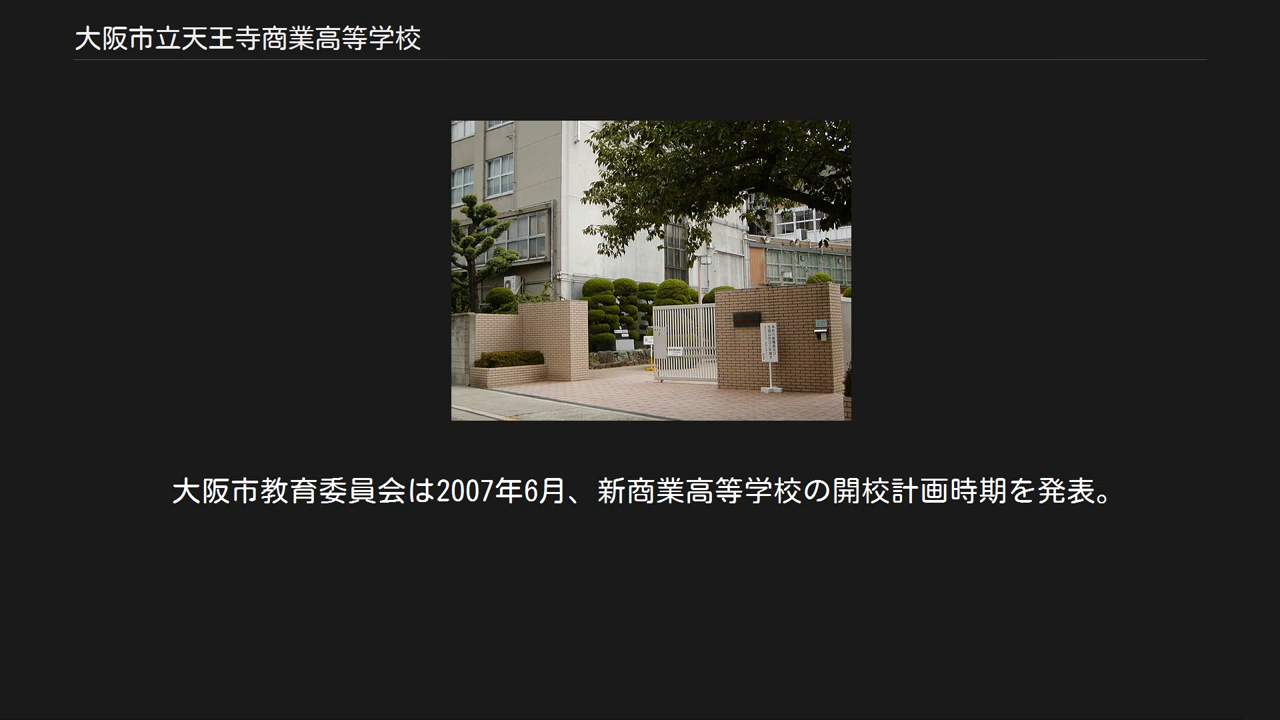 大阪市立天王寺商業高等学校
大阪市教育委員会は2007年6月、新商業高等学校の開校計画時期を発表。